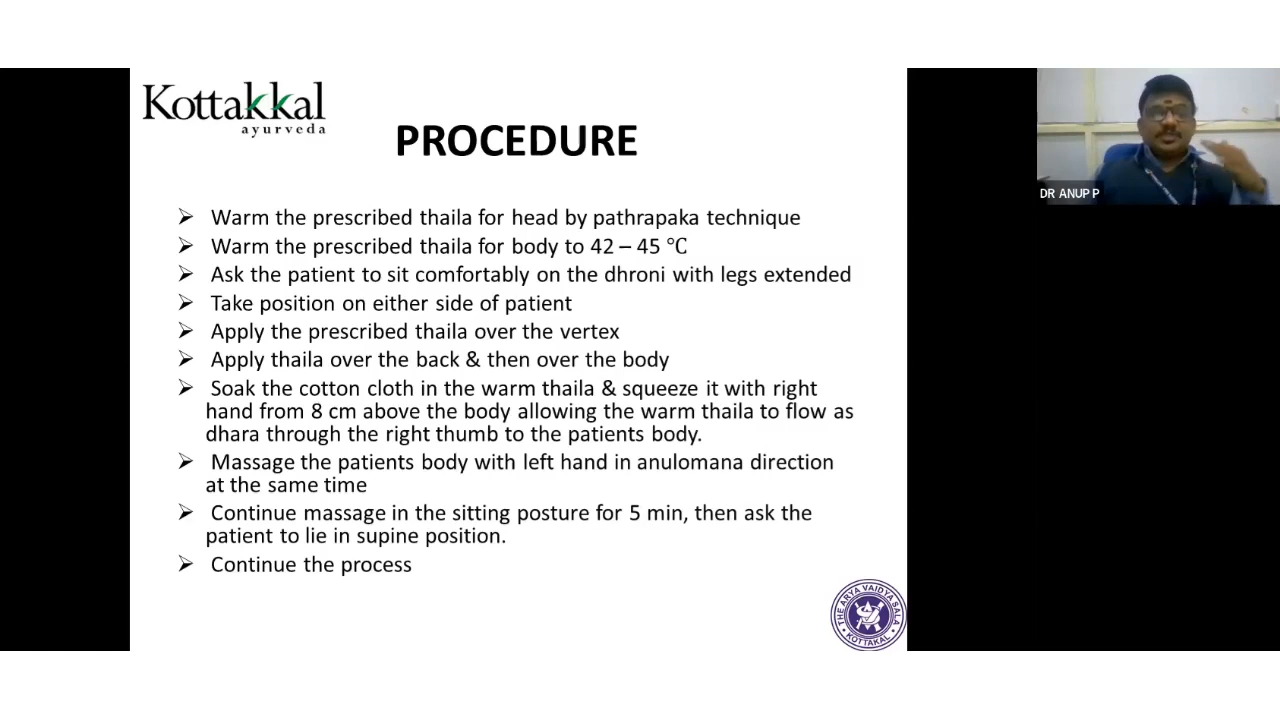 Kottakkal
ayurveda
PROCEDURE
DR ANUP P
➢ Warm the prescribed thaila for head by pathrapaka technique
➢ Warm the prescribed thaila for body to 42 – 45 ℃
➢ Ask the patient to sit comfortably on the dhroni with legs extended
➢ Take position on either side of patient
➢ Apply the prescribed thaila over the vertex
➢ Apply thaila over the back & then over the body
➢ Soak the cotton cloth in the warm thaila & squeeze it with right
hand from 8 cm above the body allowing the warm thaila to flow as
dhara through the right thumb to the patients body.
➢ Massage the patients body with left hand in anulomana direction
at the same time
➢ Continue massage in the sitting posture for 5 min, then ask the
patient to lie in supine position.
➢ Continue the process
THE ARYA VAIDYA SALA
• KOTTAKAL •